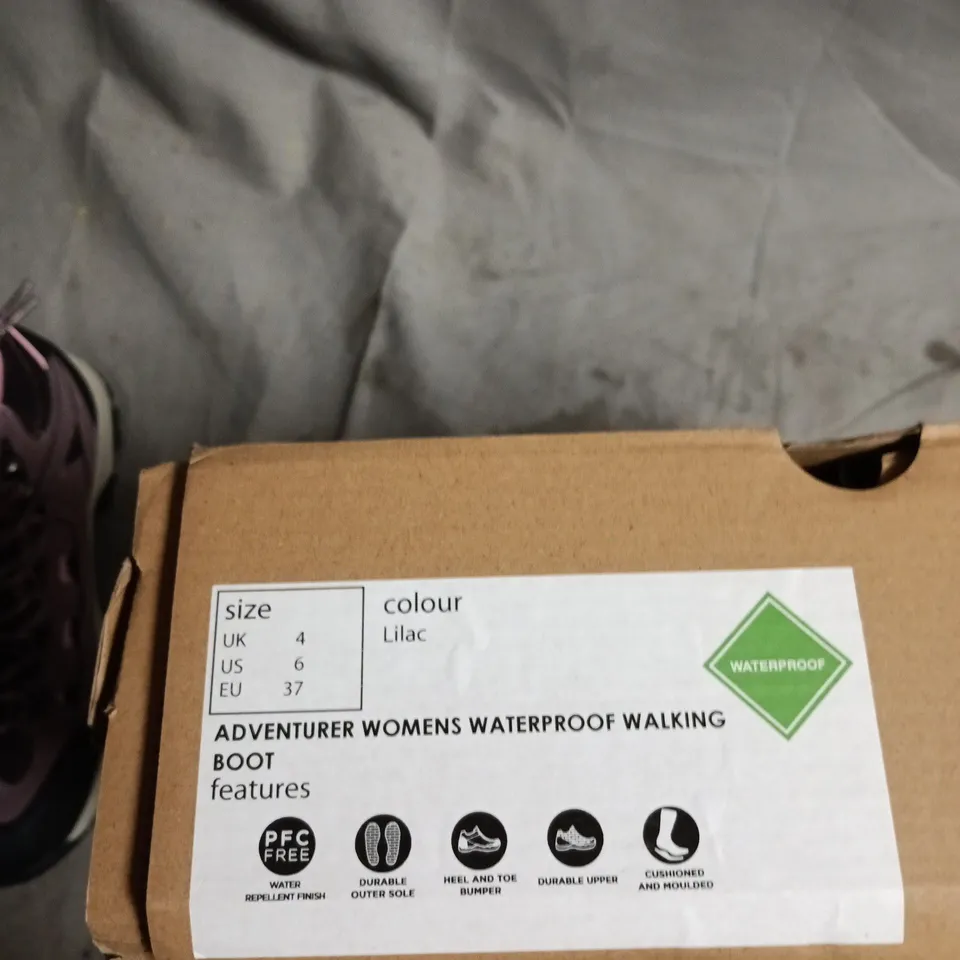 size
UK 4
US 6
EU 37
colour
Lilac
WATERPROOF
ADVENTURER WOMENS WATERPROOF WALKING
BOOT
features
PFC
FREE
WATER
REPELLENT FINISH
DURABLE
OUTER SOLE
HEEL AND TOE
BUMPER
DURABLE UPPER
CUSHIONED
AND MOULDED